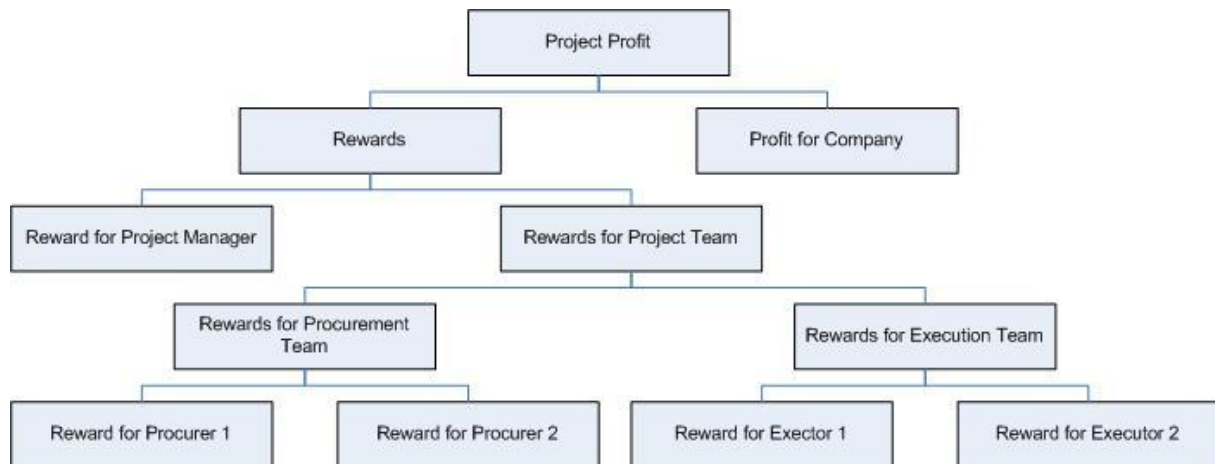 Project Profit
Rewards
Profit for Company
Reward for Project Manager
Rewards for Project Team
Rewards for Procurement
Team
Rewards for Execution Team
Reward for Procurer 1
Reward for Procurer 2
Reward for Exector 1
Reward for Executor 2